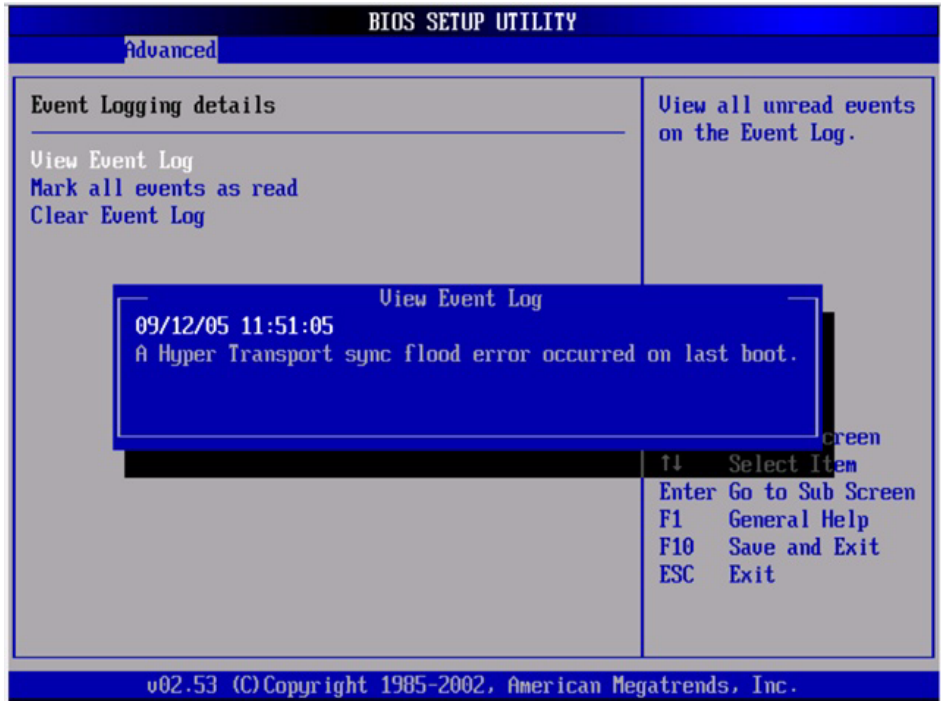 BIOS SETUP UTILITY
Advanced
Event Logging details
View Event Log
Mark all events as read
Clear Event Log
View all unread events
on the Event Log.
View Event Log
09/12/05 11:51:05
A Hyper Transport sync flood error occurred on last boot.
↑↓ Select Item
Enter Go to Sub Screen
F1 General Help
F10 Save and Exit
ESC Exit
v02.53 (C)Copyright 1985-2002, American Megatrends, Inc.